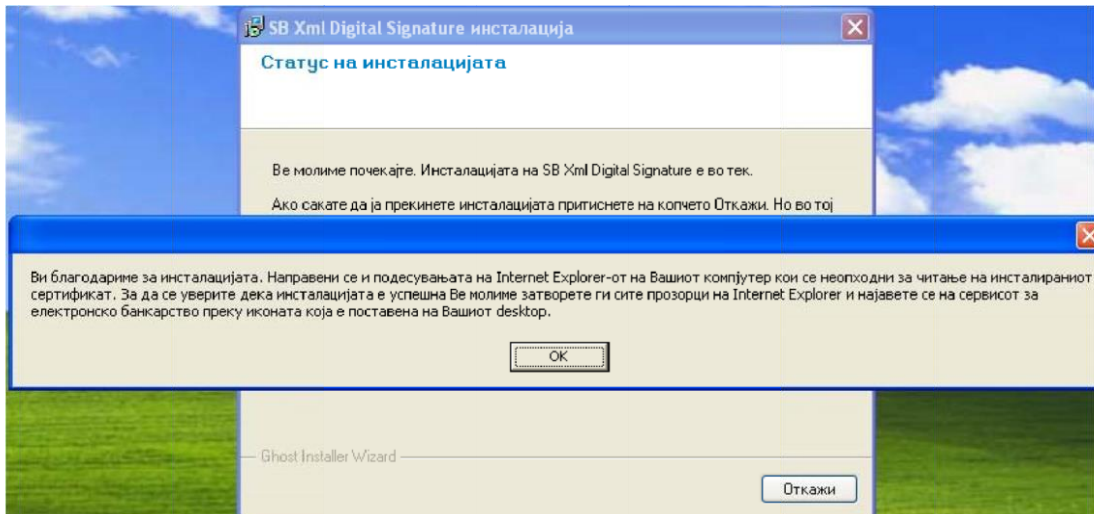 SB Xml Digital Signature инсталација
Статус на инсталацијата
Ве молиме почекајте. Инсталацијата на SB Xml Digital Signature е во тек.
Ако сакате да ја прекинете инсталацијата притиснете на копчето Откажи. Но во тој
Ви благодариме за инсталацијата. Направени се и подесувањата на Internet Explorer-от на Вашиот компјутер кои се неопходни за читање на инсталираниот
сертификат. За да се уверите дека инсталацијата е успешна Ве молиме затворете ги сите прозорци на Internet Explorer и најавете се на сервисот за
електронско банкарство преку иконата која е поставена на Вашиот desktop.
OK
Ghost Installer Wizard
Откажи